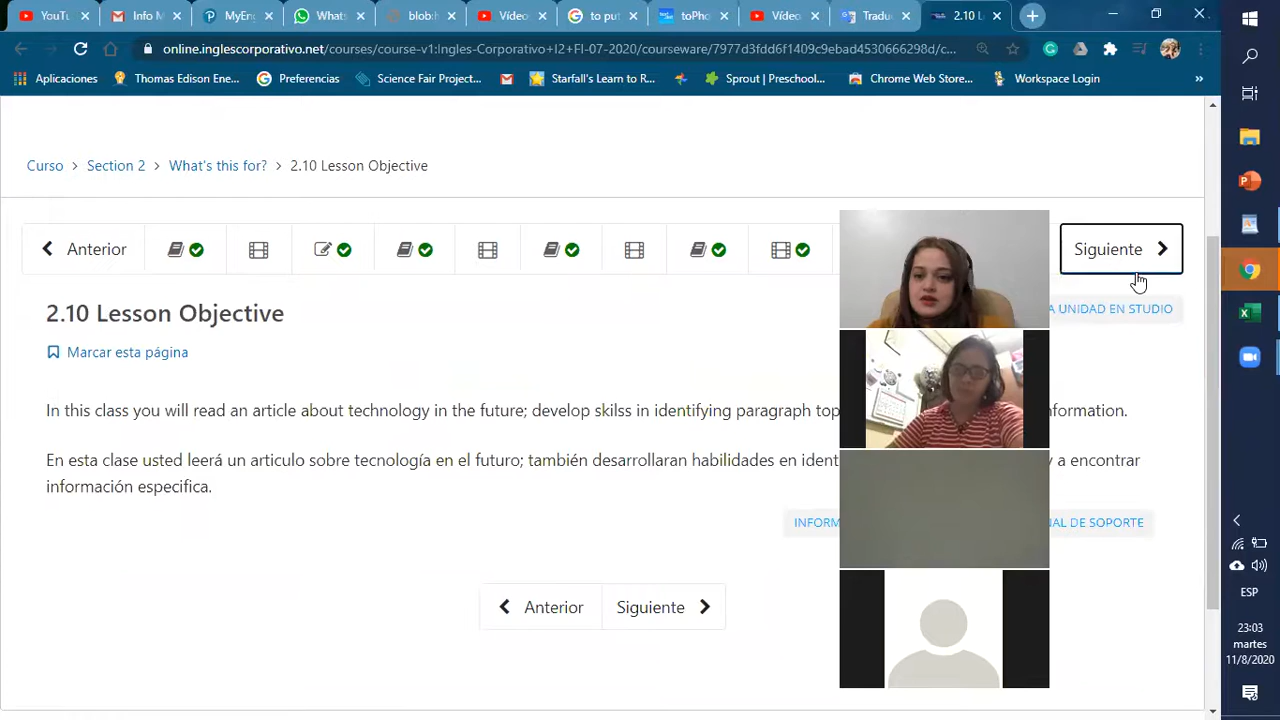 YouTu
Info M
MyEn
Whats
blob:h
Vídeo
to put
toPho
Vídeo
Tradu
2.10 L
online.inglescorporativo.net/courses/course-v1:Ingles-Corporativo+I2+FI-07-2020/courseware/7977d3fdd6f1409c9ebad4530666298d/c...
Aplicaciones
Thomas Edison Ene...
Preferencias
Science Fair Project...
Starfall's Learn to R...
Sprout | Preschool...
Chrome Web Store...
Workspace Login
»
Curso > Section 2 > What's this for? > 2.10 Lesson Objective
Anterior
Siguiente
2.10 Lesson Objective
A UNIDAD EN STUDIO
Marcar esta página
In this class you will read an article about technology in the future; develop skilss in identifying paragraph top ormation.
En esta clase usted leerá un articulo sobre tecnología en el futuro; también desarrollaran habilidades en ident y a encontrar
información especifica.
INFORM NAL DE SOPORTE
Anterior
Siguiente
ESP
23:03
martes
11/8/2020